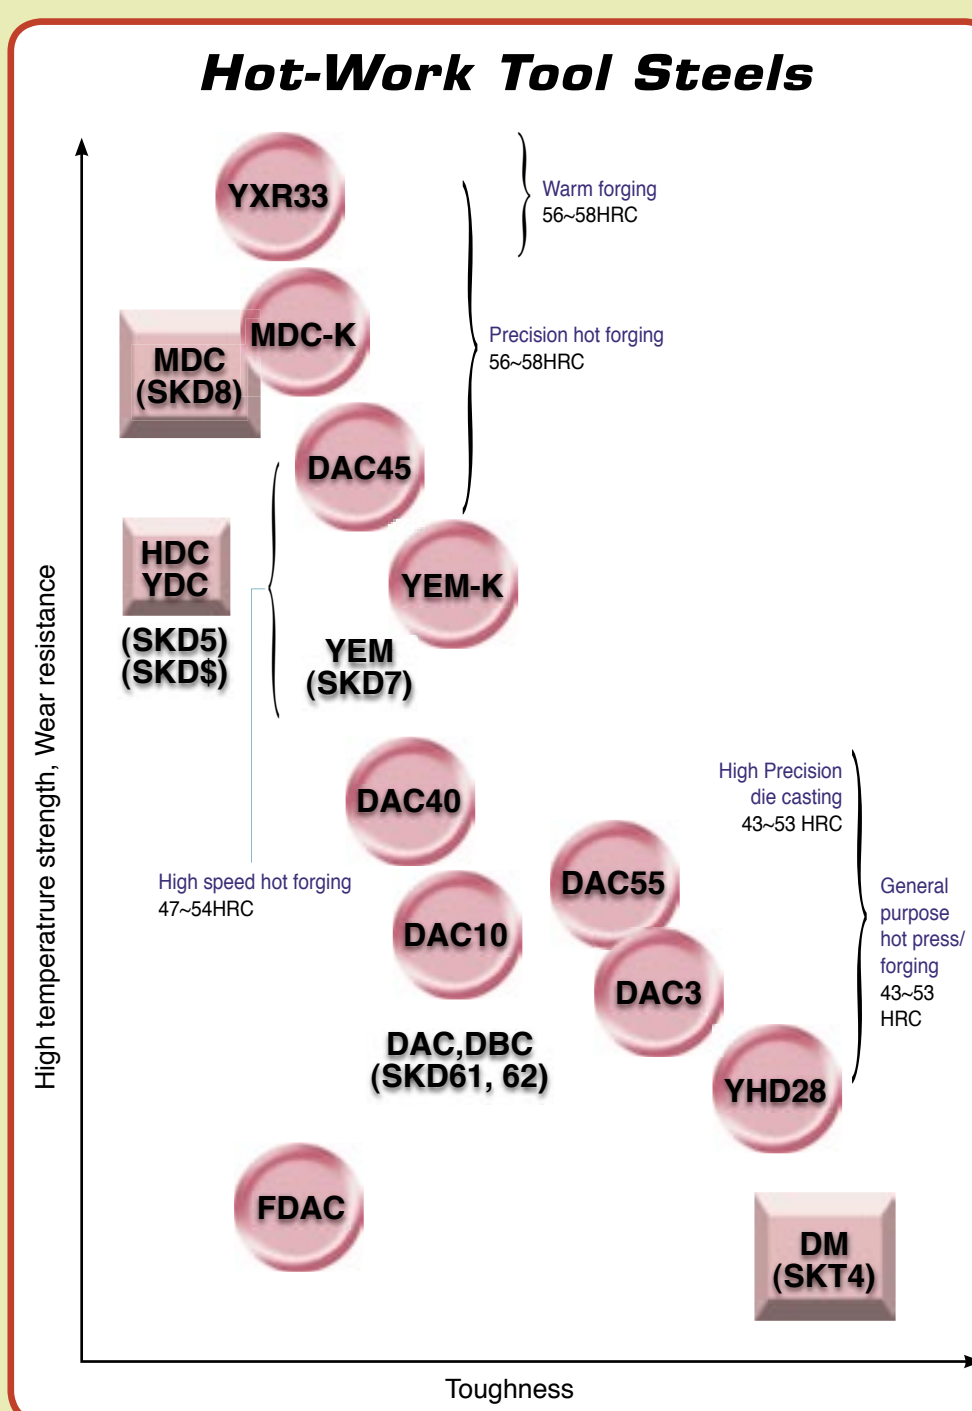 Hot-Work Tool Steels
YXR33
Warm forging
56~58HRC
MDC-K
Precision hot forging
56~58HRC
MDC
(SKD8)
DAC45
HDC
YDC
(SKD5)
(SKD$)
YEM-K
YEM
(SKD7)
High temperatrure strength, Wear resistance
DAC40
High Precision
die casting
43~53 HRC
High speed hot forging
47~54HRC
DAC55
General
purpose
hot press/
forging
43~53
HRC
DAC10
DAC3
DAC,DBC
(SKD61, 62)
YHD28
FDAC
DM
(SKT4)
Toughness